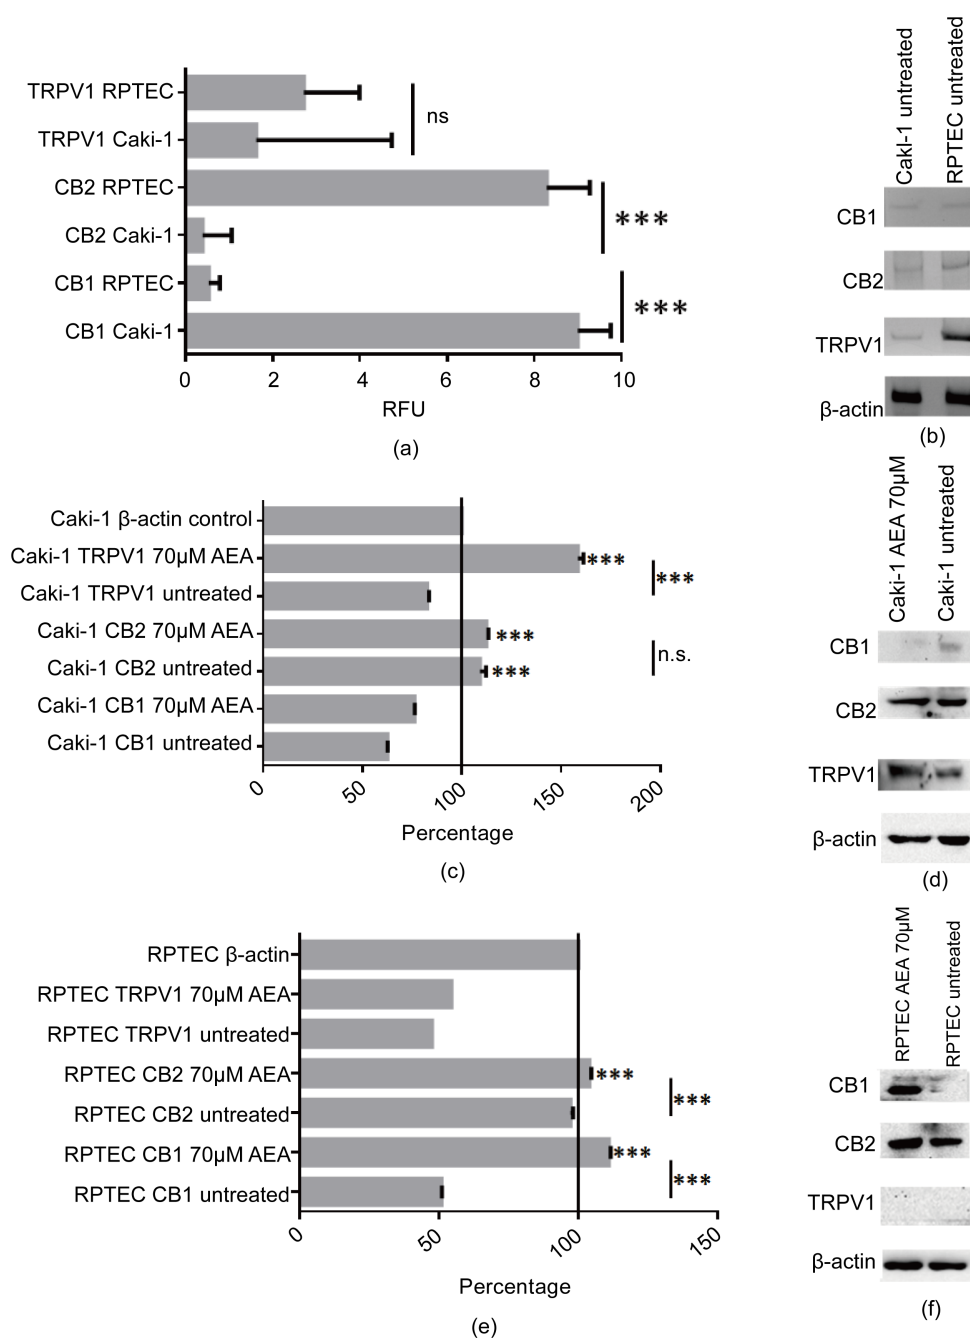 TRPV1 RPTEC
TRPV1 Caki-1
CB2 RPTEC
CB2 Caki-1
CB1 RPTEC
CB1 Caki-1
ns
***
***
0 2 4 6 8 10
RFU
(a)
CakI-1 untreated
RPTEC untreated
CB1
CB2
TRPV1
β-actin
(b)
Caki-1 β-actin control
Caki-1 TRPV1 70µM AEA
Caki-1 TRPV1 untreated
Caki-1 CB2 70µM AEA
Caki-1 CB2 untreated
Caki-1 CB1 70µM AEA
Caki-1 CB1 untreated
***
***
***
***
n.s.
0 50 100 150 200
Percentage
(c)
Caki-1 AEA 70µM
Caki-1 untreated
CB1
CB2
TRPV1
β-actin
(d)
RPTEC β-actin
RPTEC TRPV1 70µM AEA
RPTEC TRPV1 untreated
RPTEC CB2 70µM AEA
RPTEC CB2 untreated
RPTEC CB1 70µM AEA
RPTEC CB1 untreated
***
***
***
***
0 50 100 150
Percentage
(e)
RPTEC AEA 70µM
RPTEC untreated
CB1
CB2
TRPV1
β-actin
(f)